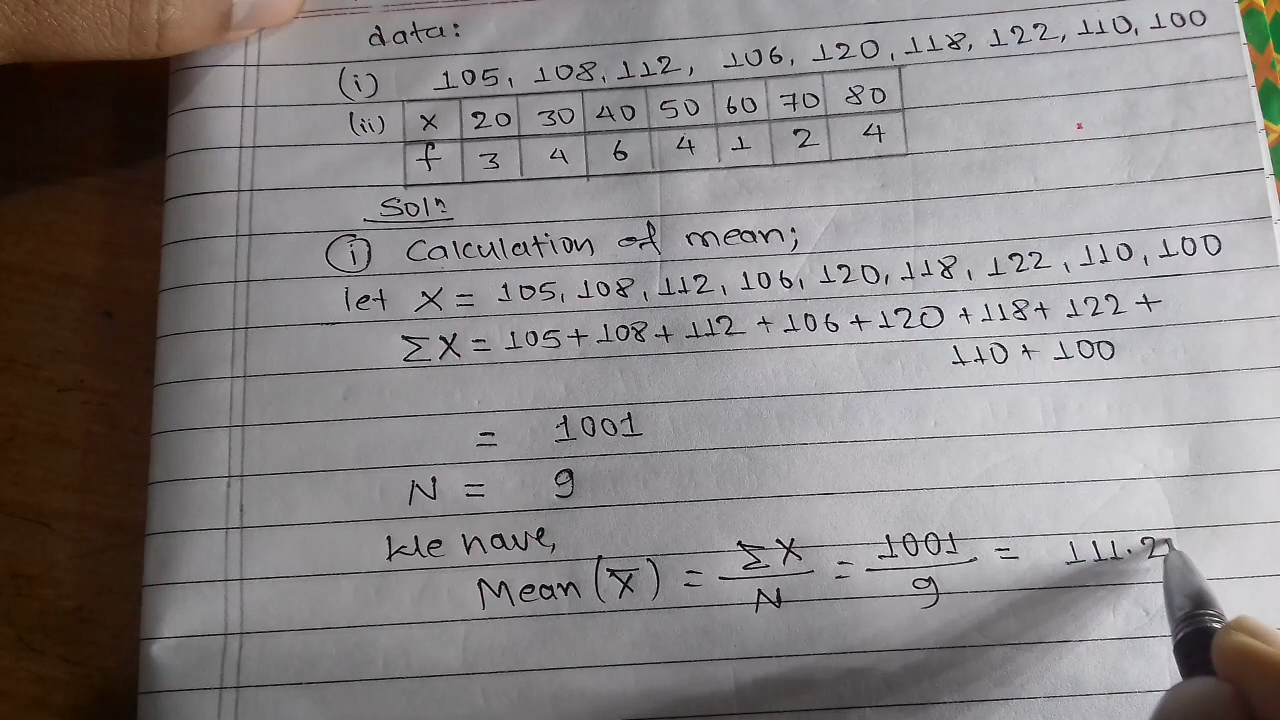 data:
(i) 105, 108, 112, 106, 120, 118, 122, 110, 100
(ii) x 20 30 40 50 60 70 80
f 3 4 6 4 1 2 4
Solⁿ
(i) Calculation of mean;
let X = 105, 108, 112, 106, 120, 118, 122, 110, 100
ΣX = 105 + 108 + 112 + 106 + 120 + 118 + 122 +
110 + 100
= 1001
N = 9
We have,
Mean (X̄) = ΣX/N = 1001/9 = 111.2